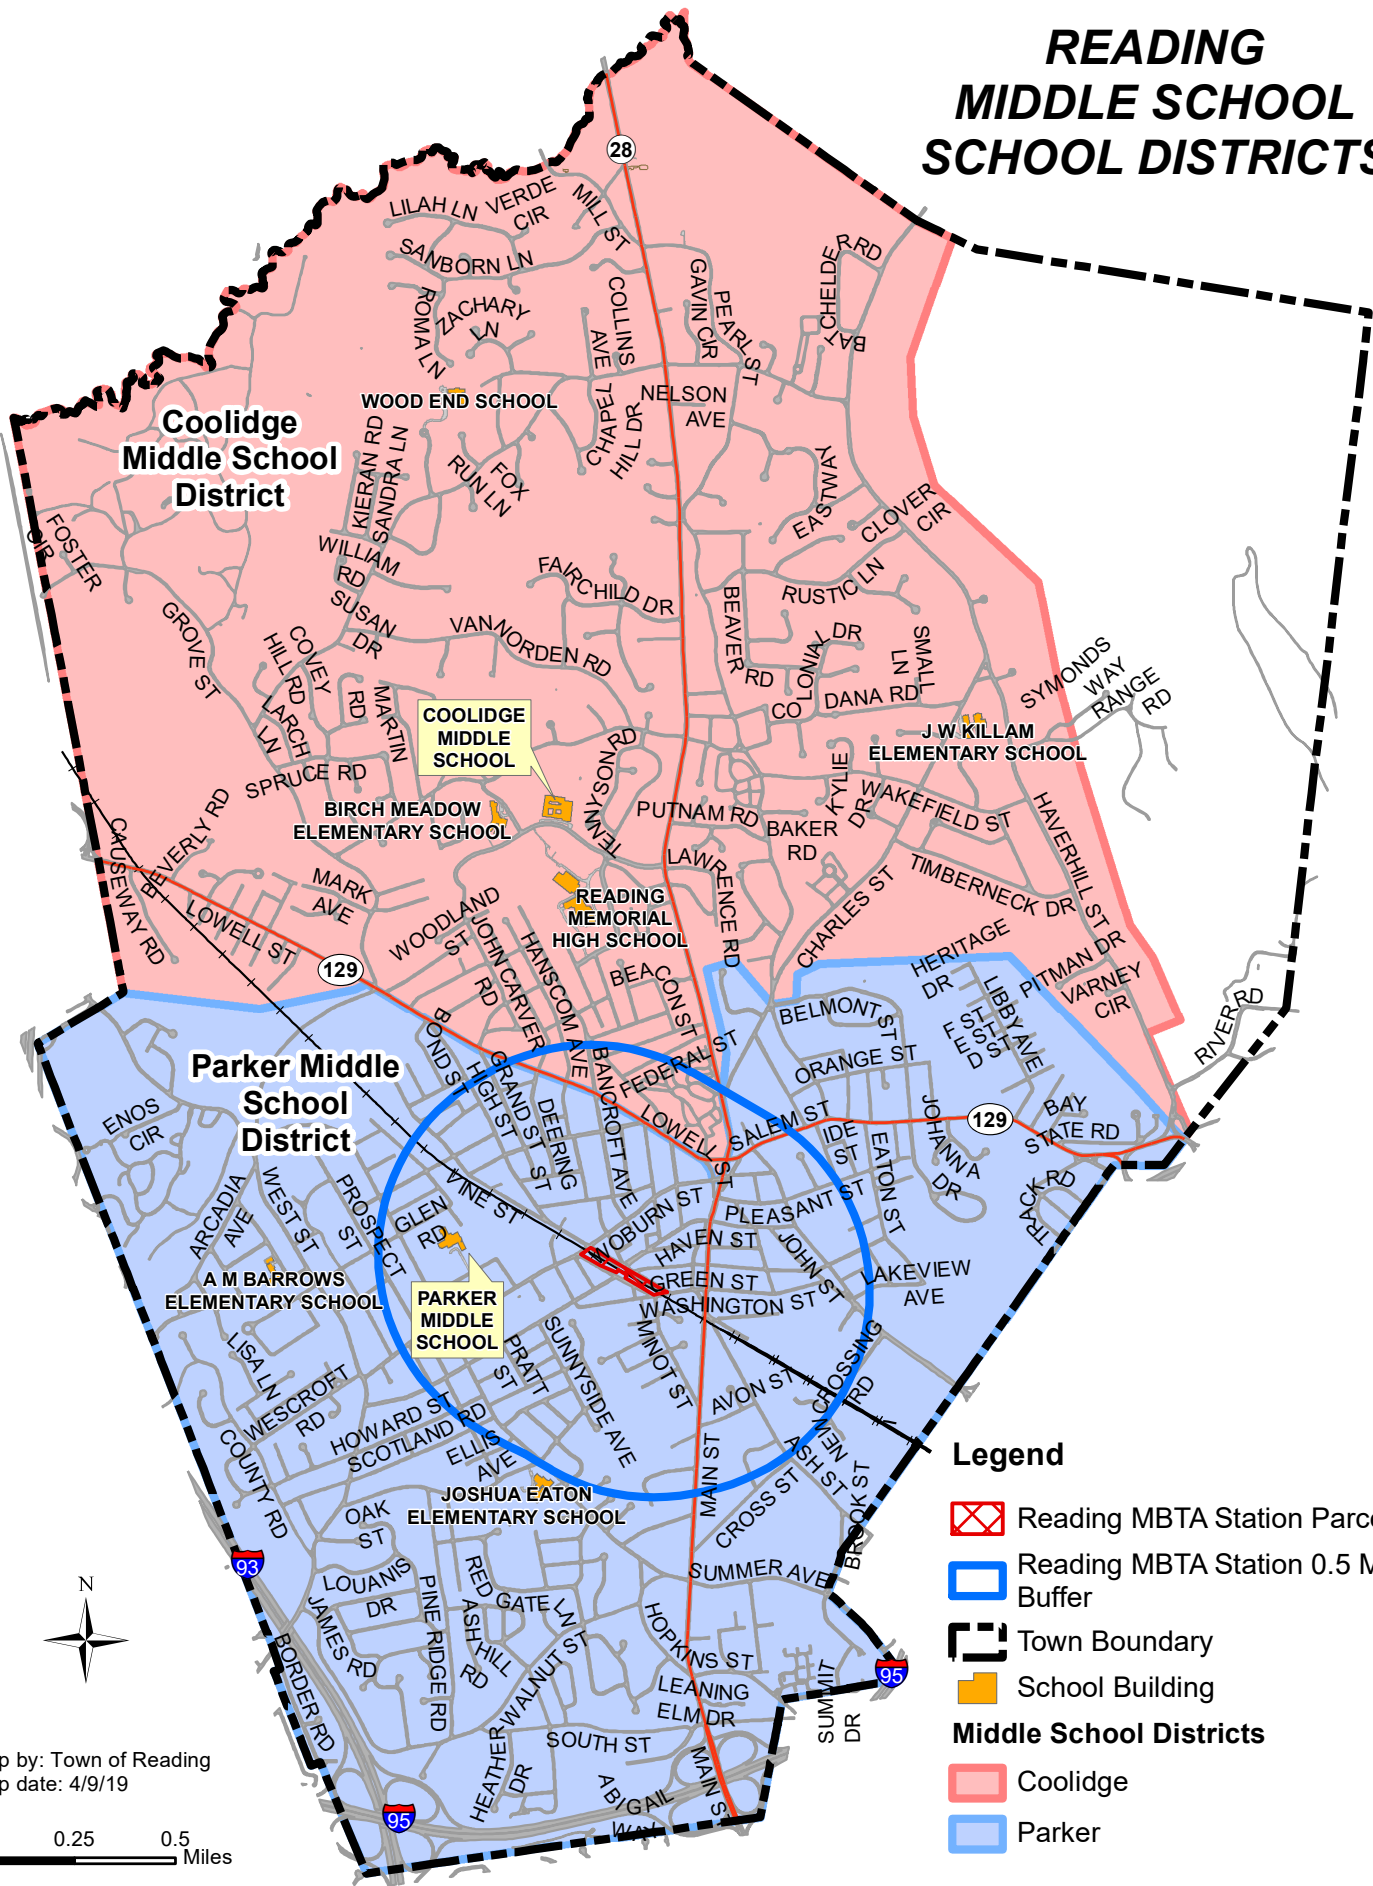 READING
MIDDLE SCHOOL
SCHOOL DISTRICTS
28
LILAH LN
VERDE
CIR
MILL ST
SANBORN LN
ROMA LN
ZACHARY
LN
COLLINS
AVE
GAVIN CIR
PEARL ST
BATCHELDER RD
WOOD END SCHOOL
CHAPEL
HILL DR
NELSON
AVE
Coolidge
Middle School
District
KIERAN RD
SANDRA LN
FOX
RUN LN
EASTWAY
CLOVER
CIR
FOSTER
CIR
WILLIAM
RD
FAIRCHILD DR
RUSTIC LN
BEAVER
RD
GROVE ST
SUSAN
DR
VAN NORDEN RD
COVEY
HILL RD
COLONIAL DR
SMALL
LN
DANA RD
SYMONDS
WAY
RANGE
RD
LARCH
LN
MARTIN
RD
COOLIDGE
MIDDLE
SCHOOL
J W KILLAM
ELEMENTARY SCHOOL
SPRUCE RD
TENNYSON RD
BIRCH MEADOW
ELEMENTARY SCHOOL
PUTNAM RD
KYLIE
DR
WAKEFIELD ST
BAKER
RD
HAVERHILL ST
CAUSEWAY RD
BEVERLY RD
MARK
AVE
LAWRENCE RD
TIMBERNECK DR
CHARLES ST
READING
MEMORIAL
HIGH SCHOOL
LOWELL ST
129
WOODLAND
ST
JOHN CARVER
RD
HANSCOM AVE
BEACON ST
HERITAGE
DR
PITMAN DR
VARNEY
CIR
LIBBY AVE
F ST
E ST
D ST
BELMONT ST
RIVER RD
BOND ST
Parker Middle
School
District
HIGH ST
GRAND ST
DEERING
ST
BANCROFT AVE
FEDERAL ST
LOWELL ST
ORANGE ST
SALEM ST
129
BAY
STATE RD
ENOS
CIR
IDE
ST
EATON ST
JOHANNA
DR
TRACK
RD
ARCADIA
AVE
WEST ST
PROSPECT
ST
GLEN
RD
VINE ST
WOBURN ST
PLEASANT ST
HAVEN ST
JOHN ST
GREEN ST
WASHINGTON ST
LAKEVIEW
AVE
A M BARROWS
ELEMENTARY SCHOOL
PARKER
MIDDLE
SCHOOL
MINOT ST
SUNNYSIDE AVE
PRATT
ST
LISA LN
WESCROFT
RD
AVON ST
NEW CROSSING
RD
HOWARD ST
SCOTLAND RD
ELLIS
AVE
COUNTY RD
MAIN ST
CROSS ST
ASH ST
BROOK ST
JOSHUA EATON
ELEMENTARY SCHOOL
OAK
ST
93
SUMMER AVE
LOUANIS
DR
PINE RIDGE RD
RED
GATE
LN
ASH
HILL
RD
WALNUT ST
JAMES
RD
HOPKINS ST
LEANING
ELM DR
SUMMIT
DR
95
BORDER RD
SOUTH ST
HEATHER
DR
ABIGAIL
WAY
MAIN ST
95
Legend
Reading MBTA Station Parce
Reading MBTA Station 0.5 M
Buffer
Town Boundary
School Building
Middle School Districts
Coolidge
Parker
N
p by: Town of Reading
p date: 4/9/19
0.25
0.5
Miles